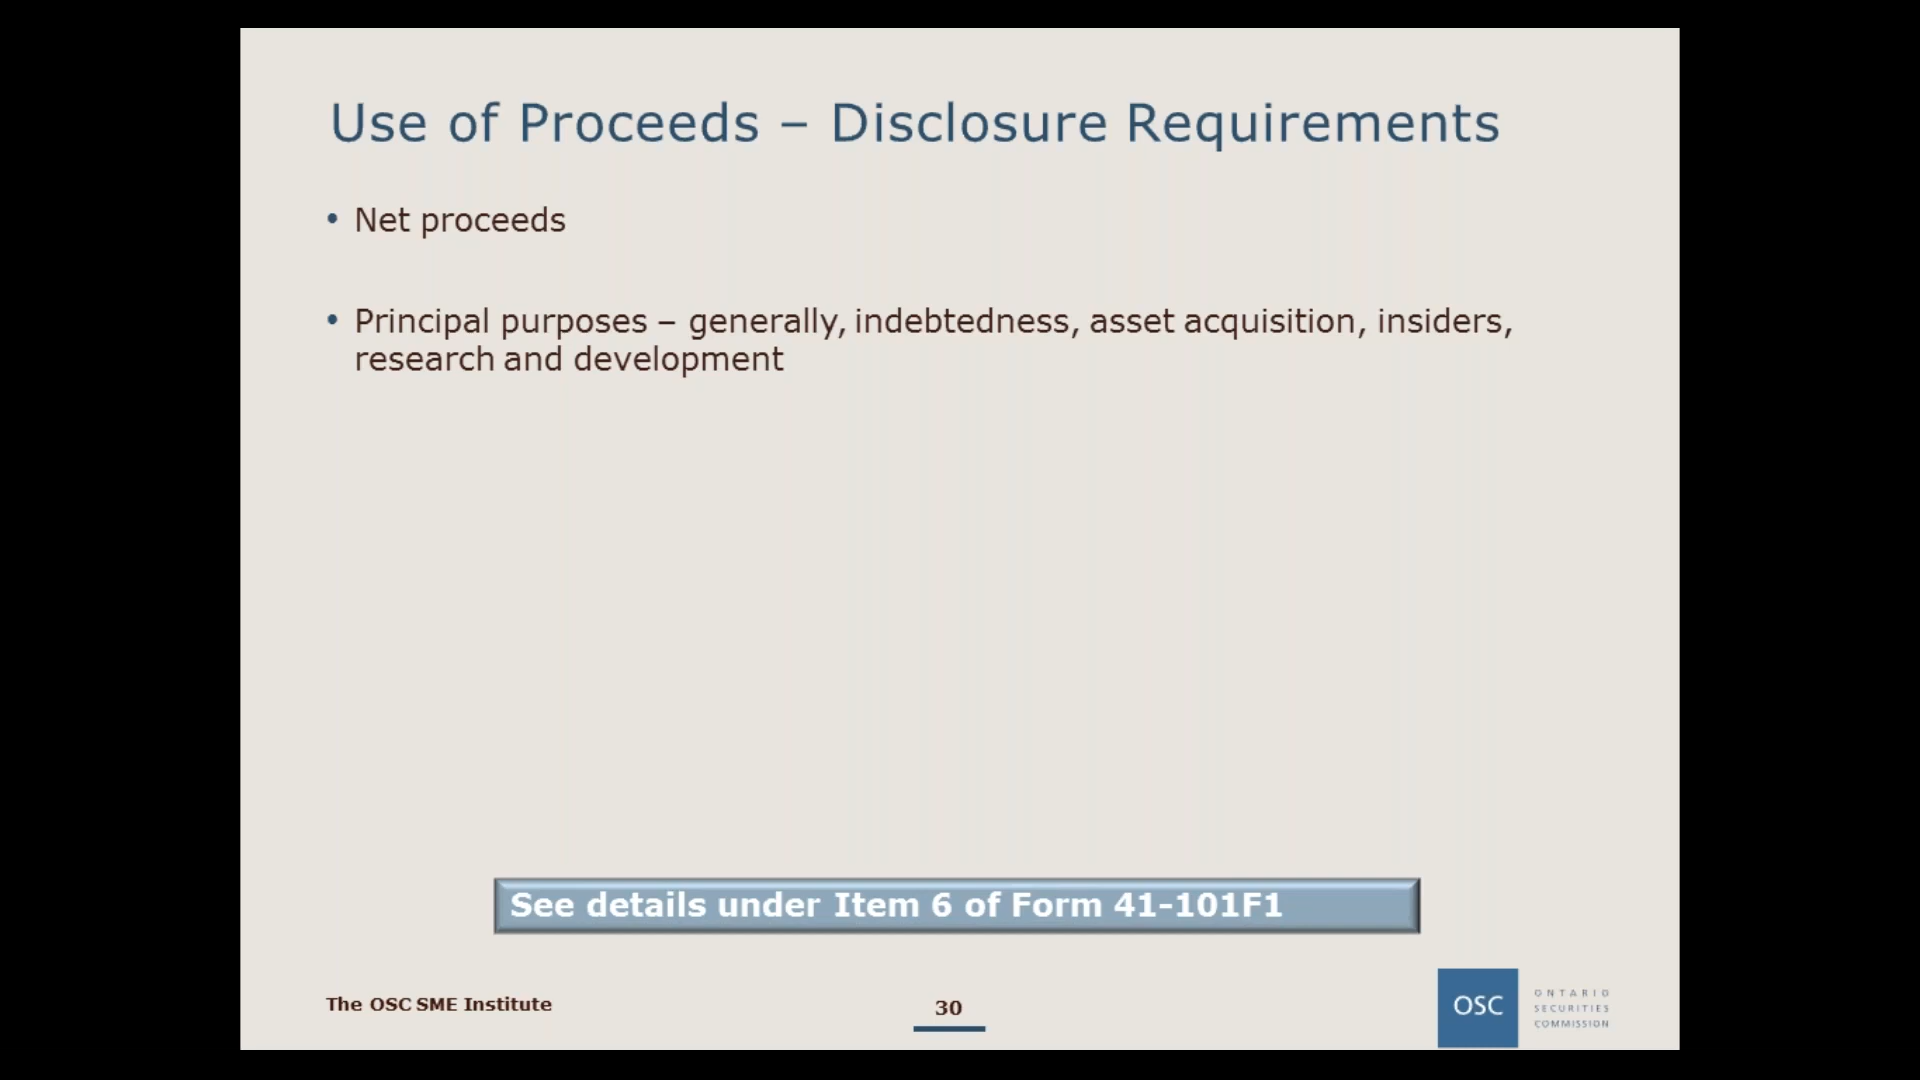 Use of Proceeds – Disclosure Requirements
• Net proceeds
• Principal purposes – generally, indebtedness, asset acquisition, insiders,
research and development
See details under Item 6 of Form 41-101F1
The OSC SME Institute
30
OSC
ONTARIO
SECURITIES
COMMISSION